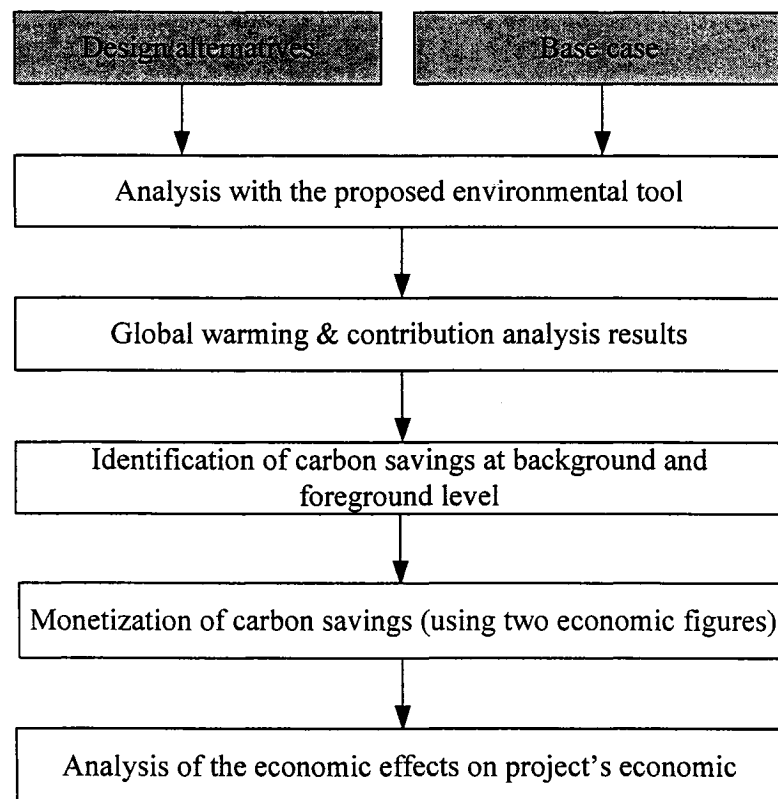 Design alternatives
Base case
Analysis with the proposed environmental tool
Global warming & contribution analysis results
Identification of carbon savings at background and
foreground level
Monetization of carbon savings (using two economic figures)
Analysis of the economic effects on project's economic